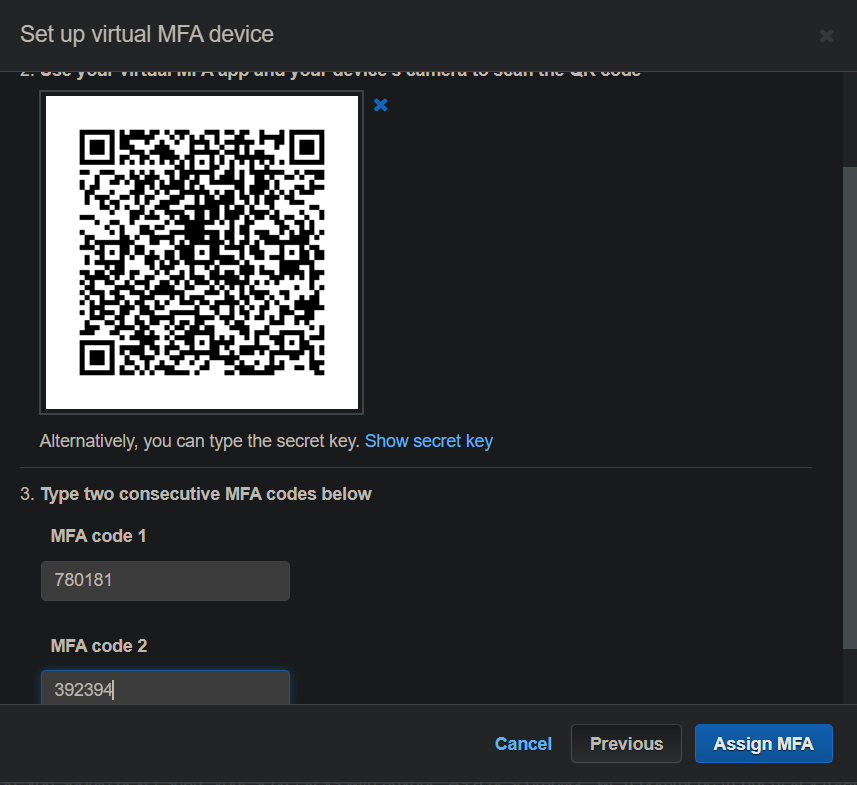 Set up virtual MFA device
2. Use your virtual MFA app and your device's camera to scan the QR code
Alternatively, you can type the secret key. Show secret key
3. Type two consecutive MFA codes below
MFA code 1
780181
MFA code 2
392394
Cancel
Previous
Assign MFA